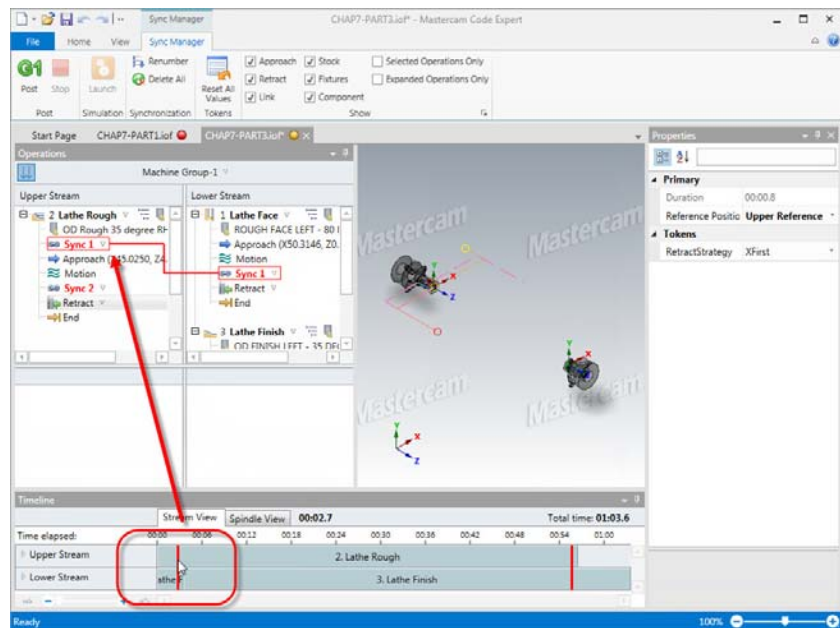 Sync Manager
CHAP7-PART3.iof* - Mastercam Code Expert
File Home View Sync Manager
G1
Post
Stop
Launch
Renumber
Delete All
Reset All Values
Approach
Retract
Link
Stock
Fixtures
Component
Selected Operations Only
Expanded Operations Only
Post Simulation Synchronization Tokens Show
Start Page CHAP7-PART1.iof CHAP7-PART3.iof*
Operations
Machine Group-1
Upper Stream
2 Lathe Rough
OD Rough 35 degree RH
Sync 1
Approach
Motion
Sync 2
Retract
End
Lower Stream
1 Lathe Face
ROUGH FACE LEFT - 80
Approach (X50.3146, Z0.
Motion
Sync 1
Retract
End
3 Lathe Finish
OD FINISH LEFT - 35 DE
Mastercam
Mastercam
Mastercam
Mastercam
Y
X
Z
Y
X
Y
X
Z
Properties
Primary
Duration 00:00.8
Reference Positio Upper Reference
Tokens
RetractStrategy XFirst
Timeline
Stream View Spindle View 00:02.7 Total time: 01:03.6
Time elapsed: 00:00 00:06 00:12 00:18 00:24 00:30 00:36 00:42 00:48 00:54 01:00
Upper Stream 2. Lathe Rough
Lower Stream athe F 3. Lathe Finish
Ready 100%